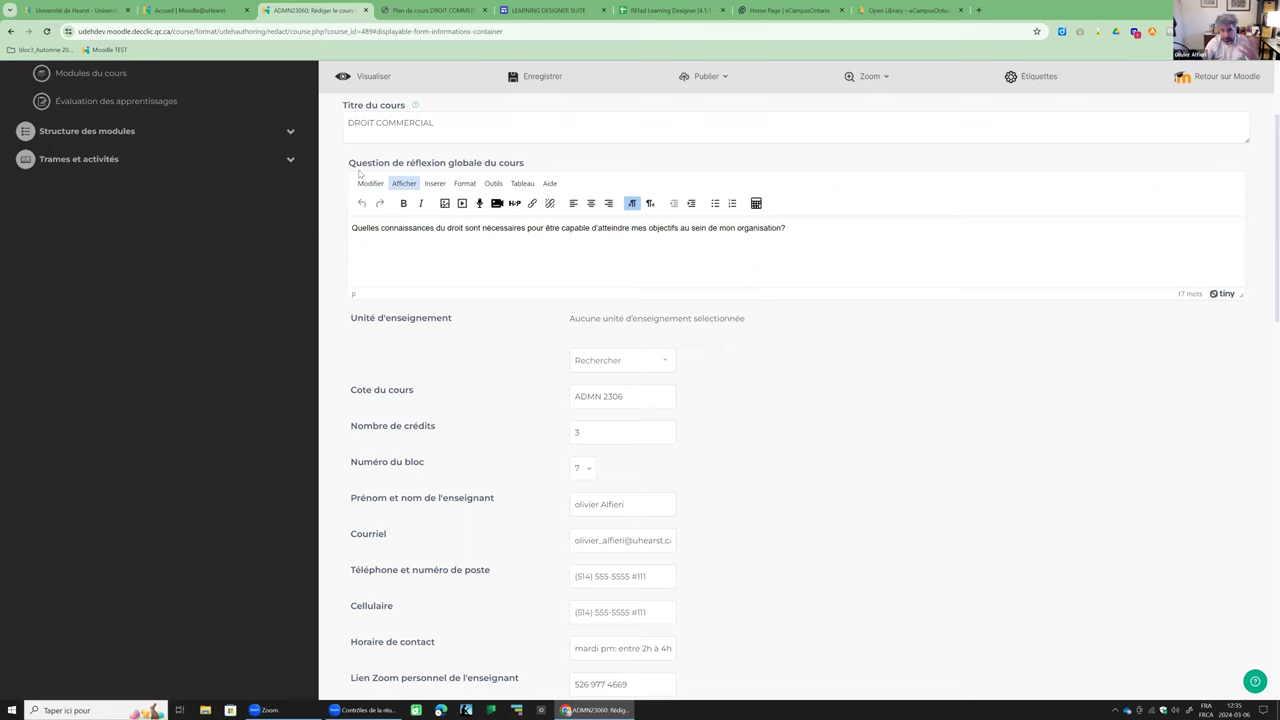 Université de Hearst - Universi
Accueil | Moodle@uHearst
ADMN23060: Rédiger le cours
Plan de cours DROIT COMMER
LEARNING DESIGNER SUITE
RElad Learning Designer [4.1.
Home Page | eCampusOntario
Open Library – eCampusOnt
udehdev.moodle.decclic.qc.ca/course/format/udehauthoring/redact/course.php?course_id=489#displayable-form-informations-container
bloc3_Automne 20...
Moodle TEST
Olivier Alfieri
Modules du cours
Évaluation des apprentissages
Structure des modules
Trames et activités
Visualiser
Enregistrer
Publier
Zoom
Étiquettes
Retour sur Moodle
Titre du cours
DROIT COMMERCIAL
Question de réflexion globale du cours
Modifier Afficher Insérer Format Outils Tableau Aide
B I H-P
Quelles connaissances du droit sont nécessaires pour être capable d'atteindre mes objectifs au sein de mon organisation?
p
17 mots tiny
Unité d'enseignement
Aucune unité d'enseignement sélectionnée
Rechercher
Cote du cours
ADMN 2306
Nombre de crédits
3
Numéro du bloc
7
Prénom et nom de l'enseignant
olivier Alfieri
Courriel
olivier_alfieri@uhearst.ca
Téléphone et numéro de poste
(514) 555-5555 #111
Cellulaire
(514) 555-5555 #111
Horaire de contact
mardi pm: entre 2h à 4h
Lien Zoom personnel de l'enseignant
526 977 4669
Taper ici pour
Zoom
Contrôles de la réu...
ADMN23060: Rédig...
FRA
FRCA
12:35
2024-03-06